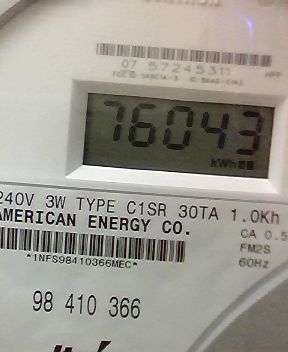 07 57245311
76043
kWh
240V 3W TYPE C1SR 30TA 1.0Kh
AMERICAN ENERGY CO.
CA 0.5
FM2S
60Hz
*1NFS98410366MEC*
98 410 366